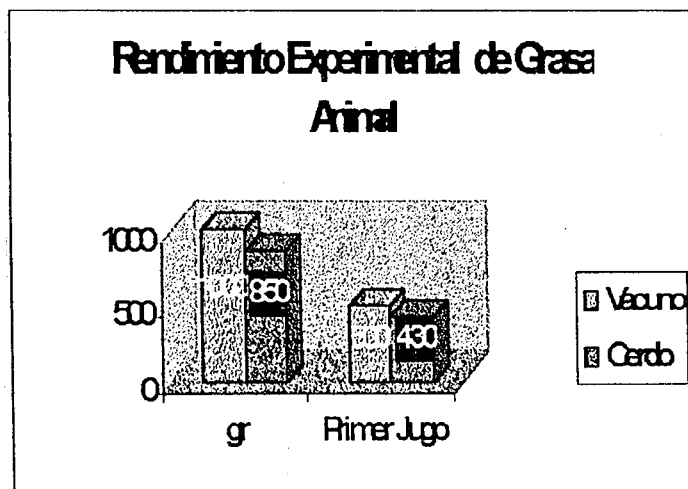 Rendimiento Experimental de Grasa
Animal
1000
850
500
430
0
gr
Primer Jugo
Vacuno
Cerdo